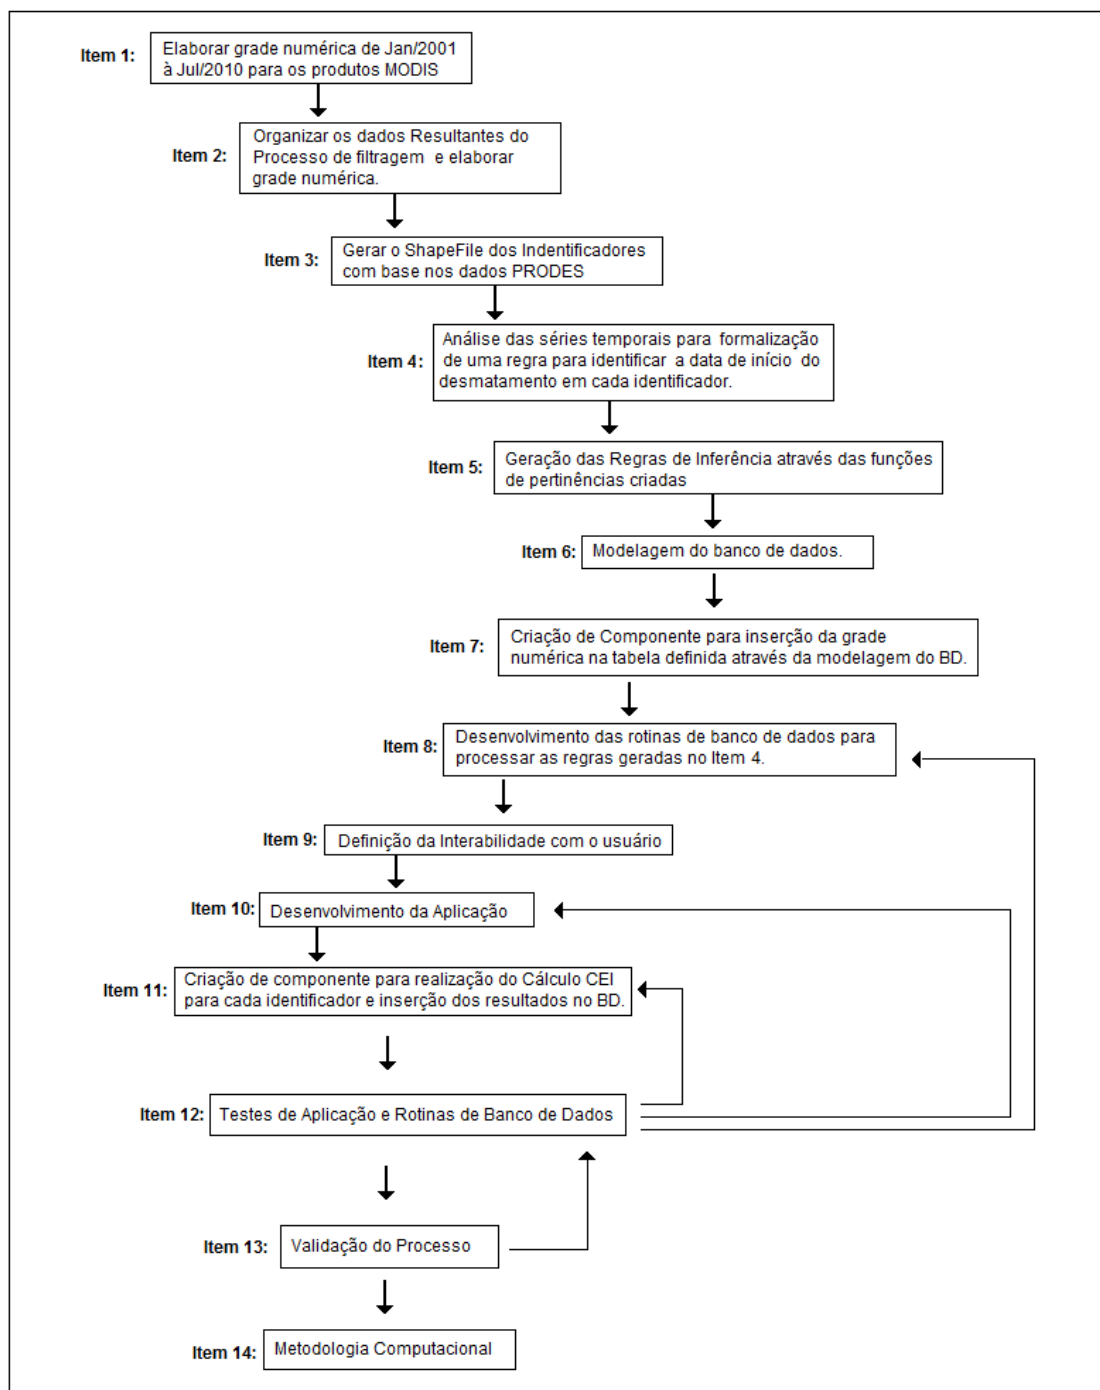 Item 1:
Elaborar grade numérica de Jan/2001
à Jul/2010 para os produtos MODIS
Item 2:
Organizar os dados Resultantes do
Processo de filtragem e elaborar
grade numérica.
Item 3:
Gerar o ShapeFile dos Indentificadores
com base nos dados PRODES
Item 4:
Análise das séries temporais para formalização
de uma regra para identificar a data de início do
desmatamento em cada identificador.
Item 5:
Geração das Regras de Inferência através das funções
de pertinências criadas
Item 6:
Modelagem do banco de dados.
Item 7:
Criação de Componente para inserção da grade
numérica na tabela definida através da modelagem do BD.
Item 8:
Desenvolvimento das rotinas de banco de dados para
processar as regras geradas no Item 4.
Item 9:
Definição da Interabilidade com o usuário
Item 10:
Desenvolvimento da Aplicação
Item 11:
Criação de componente para realização do Cálculo CEI
para cada identificador e inserção dos resultados no BD.
Item 12:
Testes de Aplicação e Rotinas de Banco de Dados
Item 13:
Validação do Processo
Item 14:
Metodologia Computacional